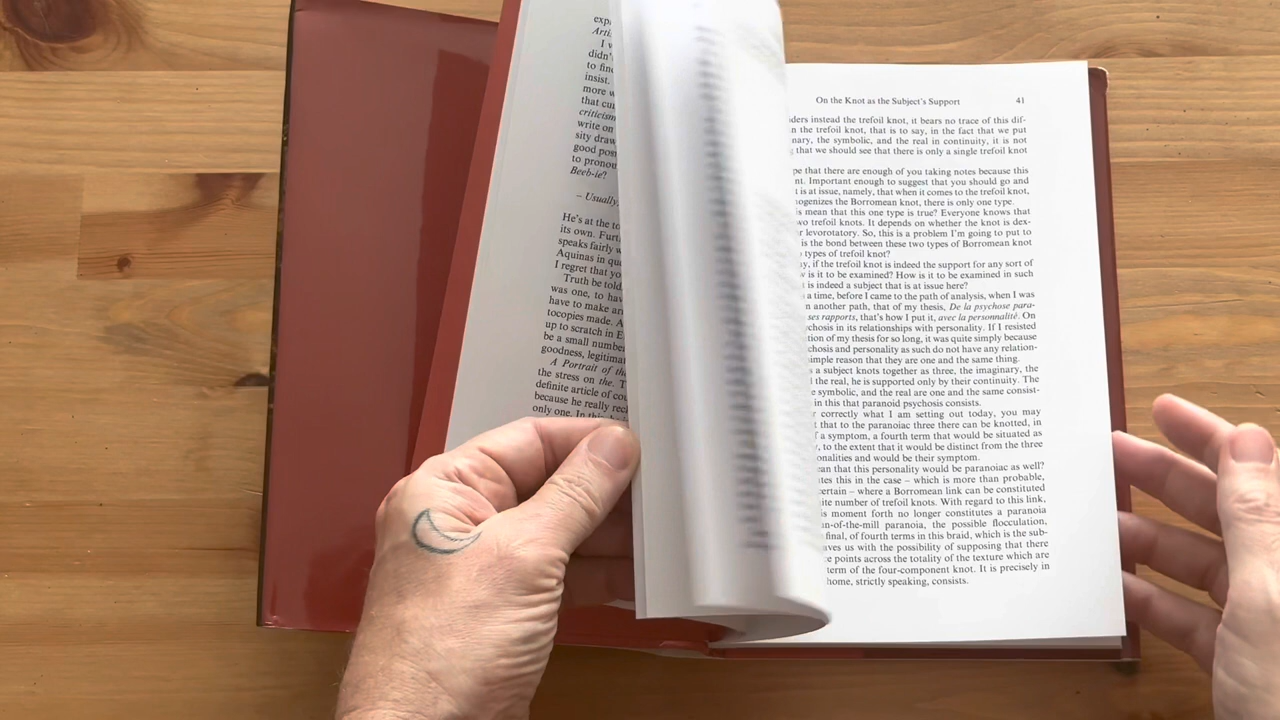 exp
Arti
I w
didn'
to find
insist.
more w
that cur
criticism
write on
sity draw
good pos
to pronou
Beeb-ie?
– Usually,
He's at the to
its own. Furt
speaks fairly w
Aquinas in qu
I regret that yo
Truth be told
was one, to hav
have to make ar
tocopies made. A
up to scratch in E
be a small number
goodness, legitimat
A Portrait of the
the stress on the. T
definite article of cou
because he really rec
only one. In this
On the Knot as the Subject's Support 41
ders instead the trefoil knot, it bears no trace of this dif-
n the trefoil knot, that is to say, in the fact that we put
nary, the symbolic, and the real in continuity, it is not
that we should see that there is only a single trefoil knot
pe that there are enough of you taking notes because this
nt. Important enough to suggest that you should go and
t is at issue, namely, that when it comes to the trefoil knot,
ogenizes the Borromean knot, there is only one type.
is mean that this one type is true? Everyone knows that
wo trefoil knots. It depends on whether the knot is dex-
r levorotatory. So, this is a problem I'm going to put to
is the bond between these two types of Borromean knot
types of trefoil knot?
y, if the trefoil knot is indeed the support for any sort of
w is it to be examined? How is it to be examined in such
t is indeed a subject that is at issue here?
a time, before I came to the path of analysis, when I was
n another path, that of my thesis, De la psychose para-
ses rapports, that's how I put it, avec la personnalité. On
chosis in its relationships with personality. If I resisted
tion of my thesis for so long, it was quite simply because
chosis and personality as such do not have any relation-
simple reason that they are one and the same thing.
s a subject knots together as three, the imaginary, the
l the real, he is supported only by their continuity. The
e symbolic, and the real are one and the same consist-
in this that paranoid psychosis consists.
r correctly what I am setting out today, you may
t that to the paranoiac three there can be knotted, in
f a symptom, a fourth term that would be situated as
, to the extent that it would be distinct from the three
onalities and would be their symptom.
ean that this personality would be paranoiac as well?
ates this in the case – which is more than probable,
certain – where a Borromean link can be constituted
ite number of trefoil knots. With regard to this link,
is moment forth no longer constitutes a paranoia
un-of-the-mill paranoia, the possible flocculation,
final, of fourth terms in this braid, which is the sub-
aves us with the possibility of supposing that there
e points across the totality of the texture which are
term of the four-component knot. It is precisely in
home, strictly speaking, consists.